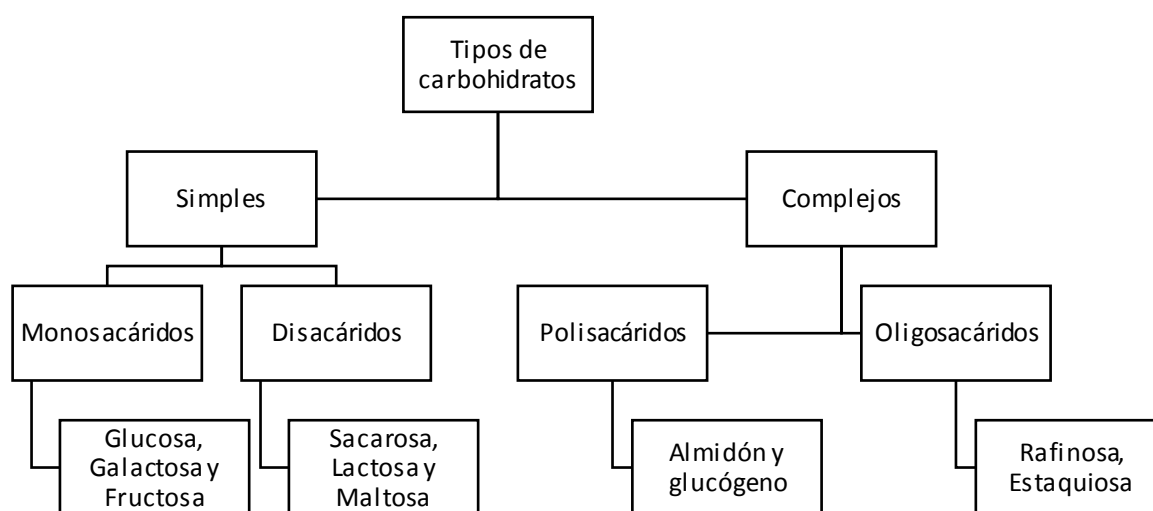 Tipos de
carbohidratos
Simples
Complejos
Monosacáridos
Disacáridos
Polisacáridos
Oligosacáridos
Glucosa,
Galactosa y
Fructosa
Sacarosa,
Lactosa y
Maltosa
Almidón y
glucógeno
Rafinosa,
Estaquiosa